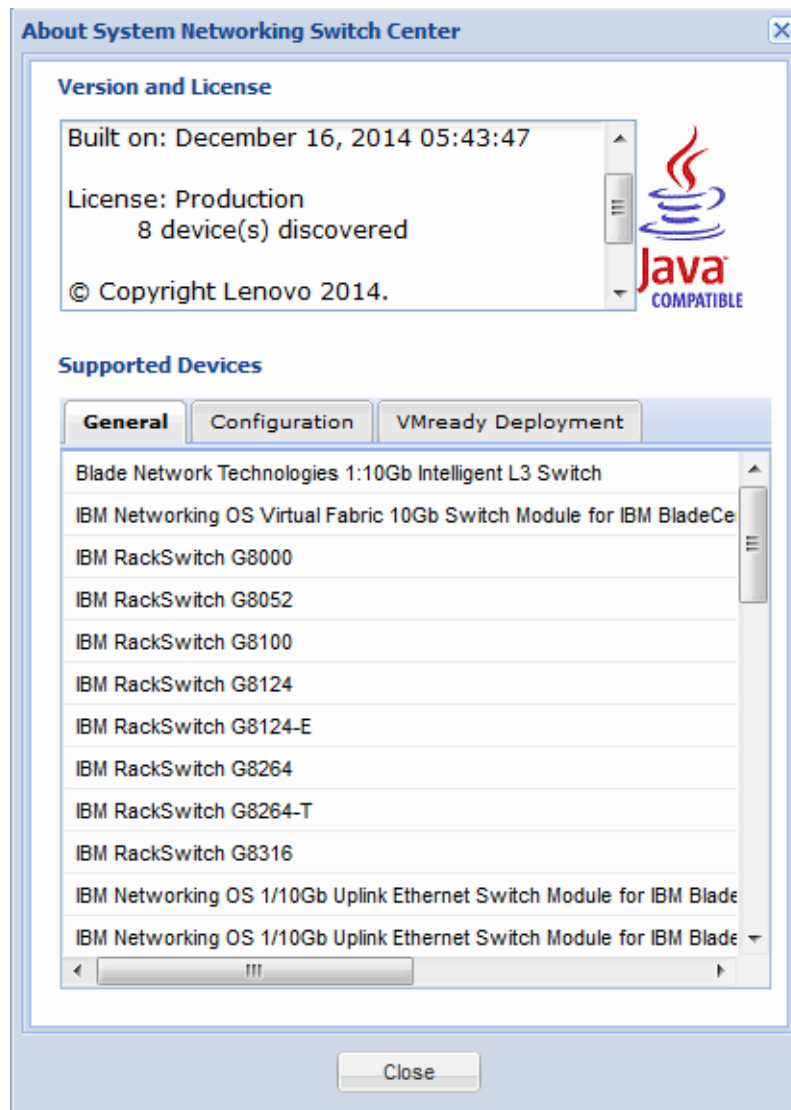 About System Networking Switch Center
Version and License
Built on: December 16, 2014 05:43:47
License: Production
8 device(s) discovered
© Copyright Lenovo 2014.
Java
COMPATIBLE
Supported Devices
General Configuration VMready Deployment
Blade Network Technologies 1:10Gb Intelligent L3 Switch
IBM Networking OS Virtual Fabric 10Gb Switch Module for IBM BladeCe
IBM RackSwitch G8000
IBM RackSwitch G8052
IBM RackSwitch G8100
IBM RackSwitch G8124
IBM RackSwitch G8124-E
IBM RackSwitch G8264
IBM RackSwitch G8264-T
IBM RackSwitch G8316
IBM Networking OS 1/10Gb Uplink Ethernet Switch Module for IBM Blade
IBM Networking OS 1/10Gb Uplink Ethernet Switch Module for IBM Blade
Close